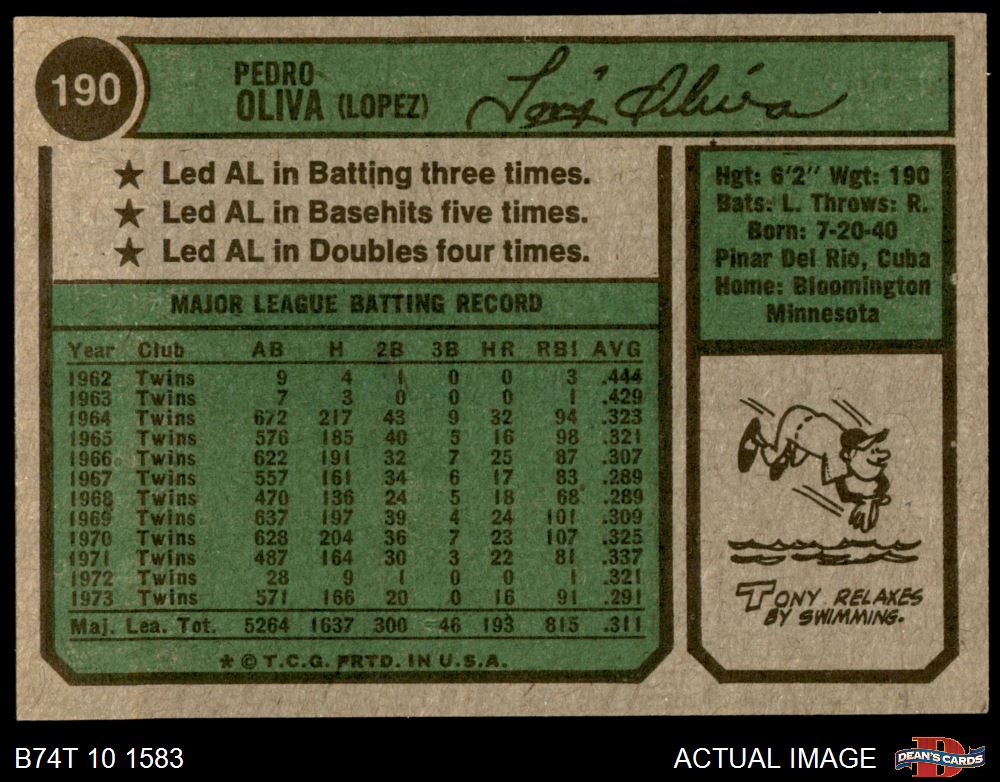 190
PEDRO
OLIVA (LOPEZ)
Tony Oliva
★ Led AL in Batting three times.
★ Led AL in Basehits five times.
★ Led AL in Doubles four times.
Hgt: 6'2" Wgt: 190
Bats: L. Throws: R.
Born: 7-20-40
Pinar Del Rio, Cuba
Home: Bloomington
Minnesota
MAJOR LEAGUE BATTING RECORD
Year Club AB H 2B 3B HR RBI AVG
1962 Twins 9 4 1 0 0 3 .444
1963 Twins 7 3 0 0 0 1 .429
1964 Twins 672 217 43 9 32 94 .323
1965 Twins 576 185 40 5 16 98 .321
1966 Twins 622 191 32 7 25 87 .307
1967 Twins 557 161 34 6 17 83 .289
1968 Twins 470 136 24 5 18 68 .289
1969 Twins 637 197 39 4 24 101 .309
1970 Twins 628 204 36 7 23 107 .325
1971 Twins 487 164 30 3 22 81 .337
1972 Twins 28 9 1 0 0 1 .321
1973 Twins 571 166 20 0 16 91 .291
Maj. Lea. Tot. 5264 1637 300 46 193 815 .311
* © T.C.G. PRTD. IN U.S.A.
TONY RELAXES
BY SWIMMING.
B74T 10 1583
ACTUAL IMAGE
D
DEAN'S CARDS